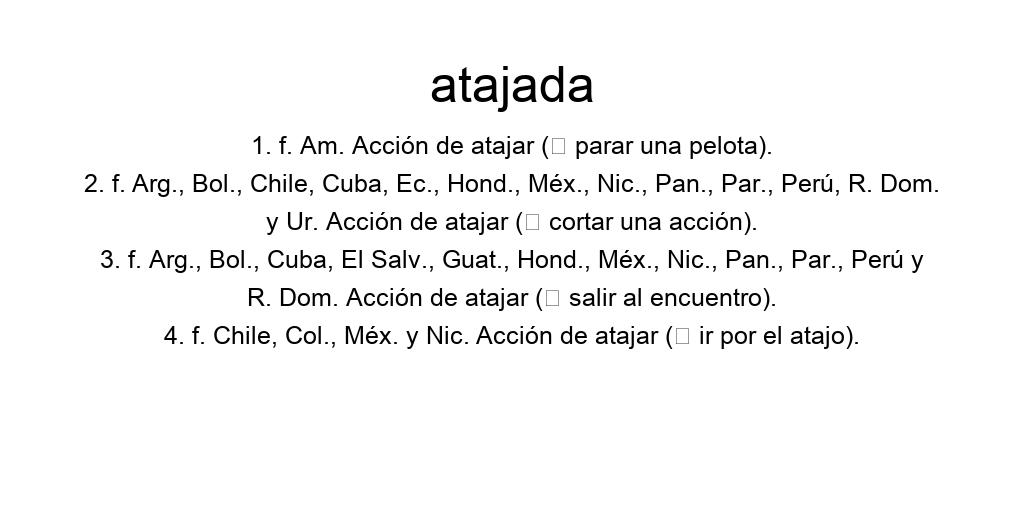 atajada
1. f. Am. Acción de atajar (□ parar una pelota).
2. f. Arg., Bol., Chile, Cuba, Ec., Hond., Méx., Nic., Pan., Par., Perú, R. Dom.
y Ur. Acción de atajar (□ cortar una acción).
3. f. Arg., Bol., Cuba, El Salv., Guat., Hond., Méx., Nic., Pan., Par., Perú y
R. Dom. Acción de atajar (□ salir al encuentro).
4. f. Chile, Col., Méx. y Nic. Acción de atajar (□ ir por el atajo).